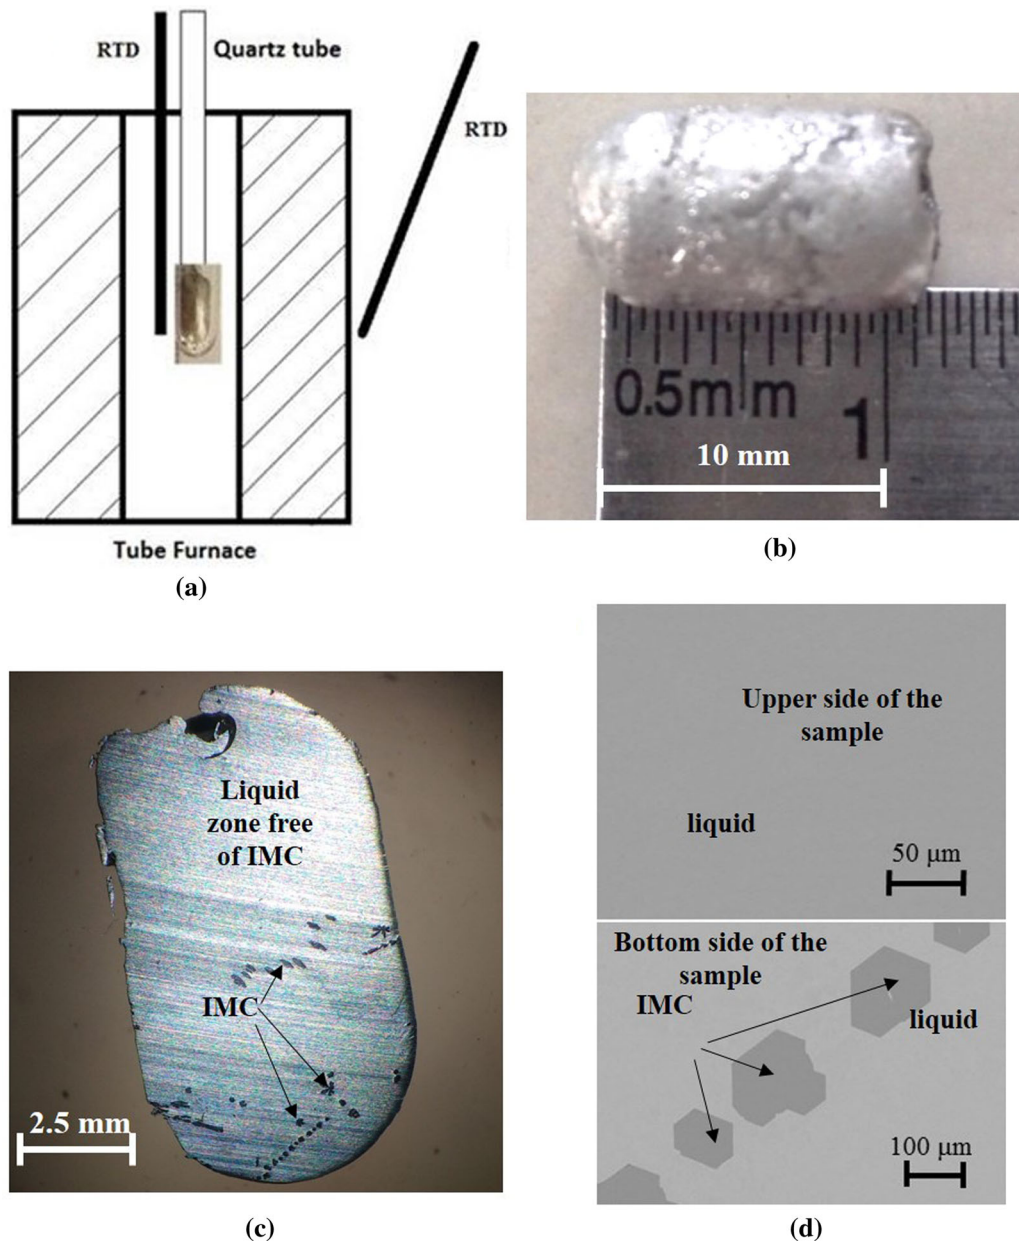 RTD
Quartz tube
RTD
Tube Furnace
(a)
0.5mm
1
10 mm
(b)
Liquid
zone free
of IMC
IMC
2.5 mm
(c)
Upper side of the
sample
liquid
50 μm
Bottom side of the
sample
IMC
liquid
100 μm
(d)